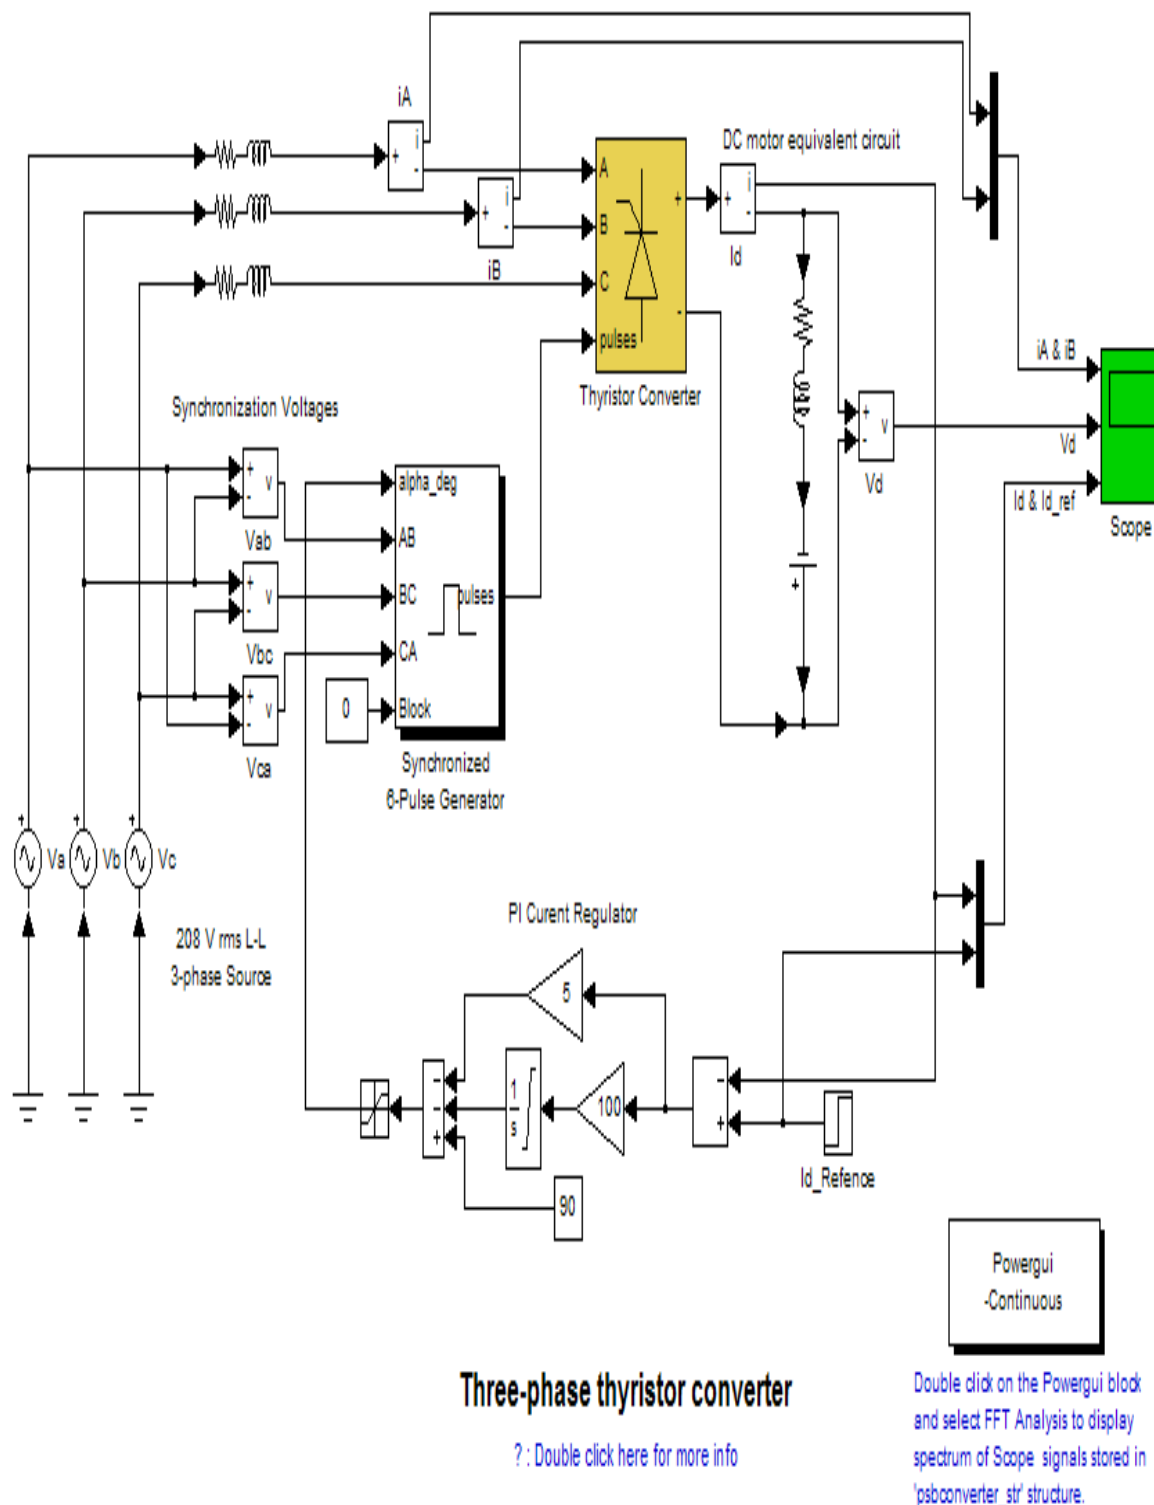 iA
i
+
-
DC motor equivalent circuit
A
+
i
+
-
B
iB
+
i
-
Id
C
-
pulses
iA & iB
Thyristor Converter
Synchronization Voltages
+
-
v
Vd
+
-
v
Vd
alpha_deg
Id & Id_ref
Scope
Vab
AB
+
-
v
BC
pulses
+
Vbc
CA
+
-
v
0
Block
Vca
Synchronized
6-Pulse Generator
+
+
+
Va
Vb
Vc
PI Curent Regulator
208 V rms L-L
3-phase Source
5
-
-
+
1
s
100
-
+
Id_Refence
90
Powergui
-Continuous
Three-phase thyristor converter
? : Double click here for more info
Double click on the Powergui block
and select FFT Analysis to display
spectrum of Scope signals stored in
'psbconverter_str' structure.